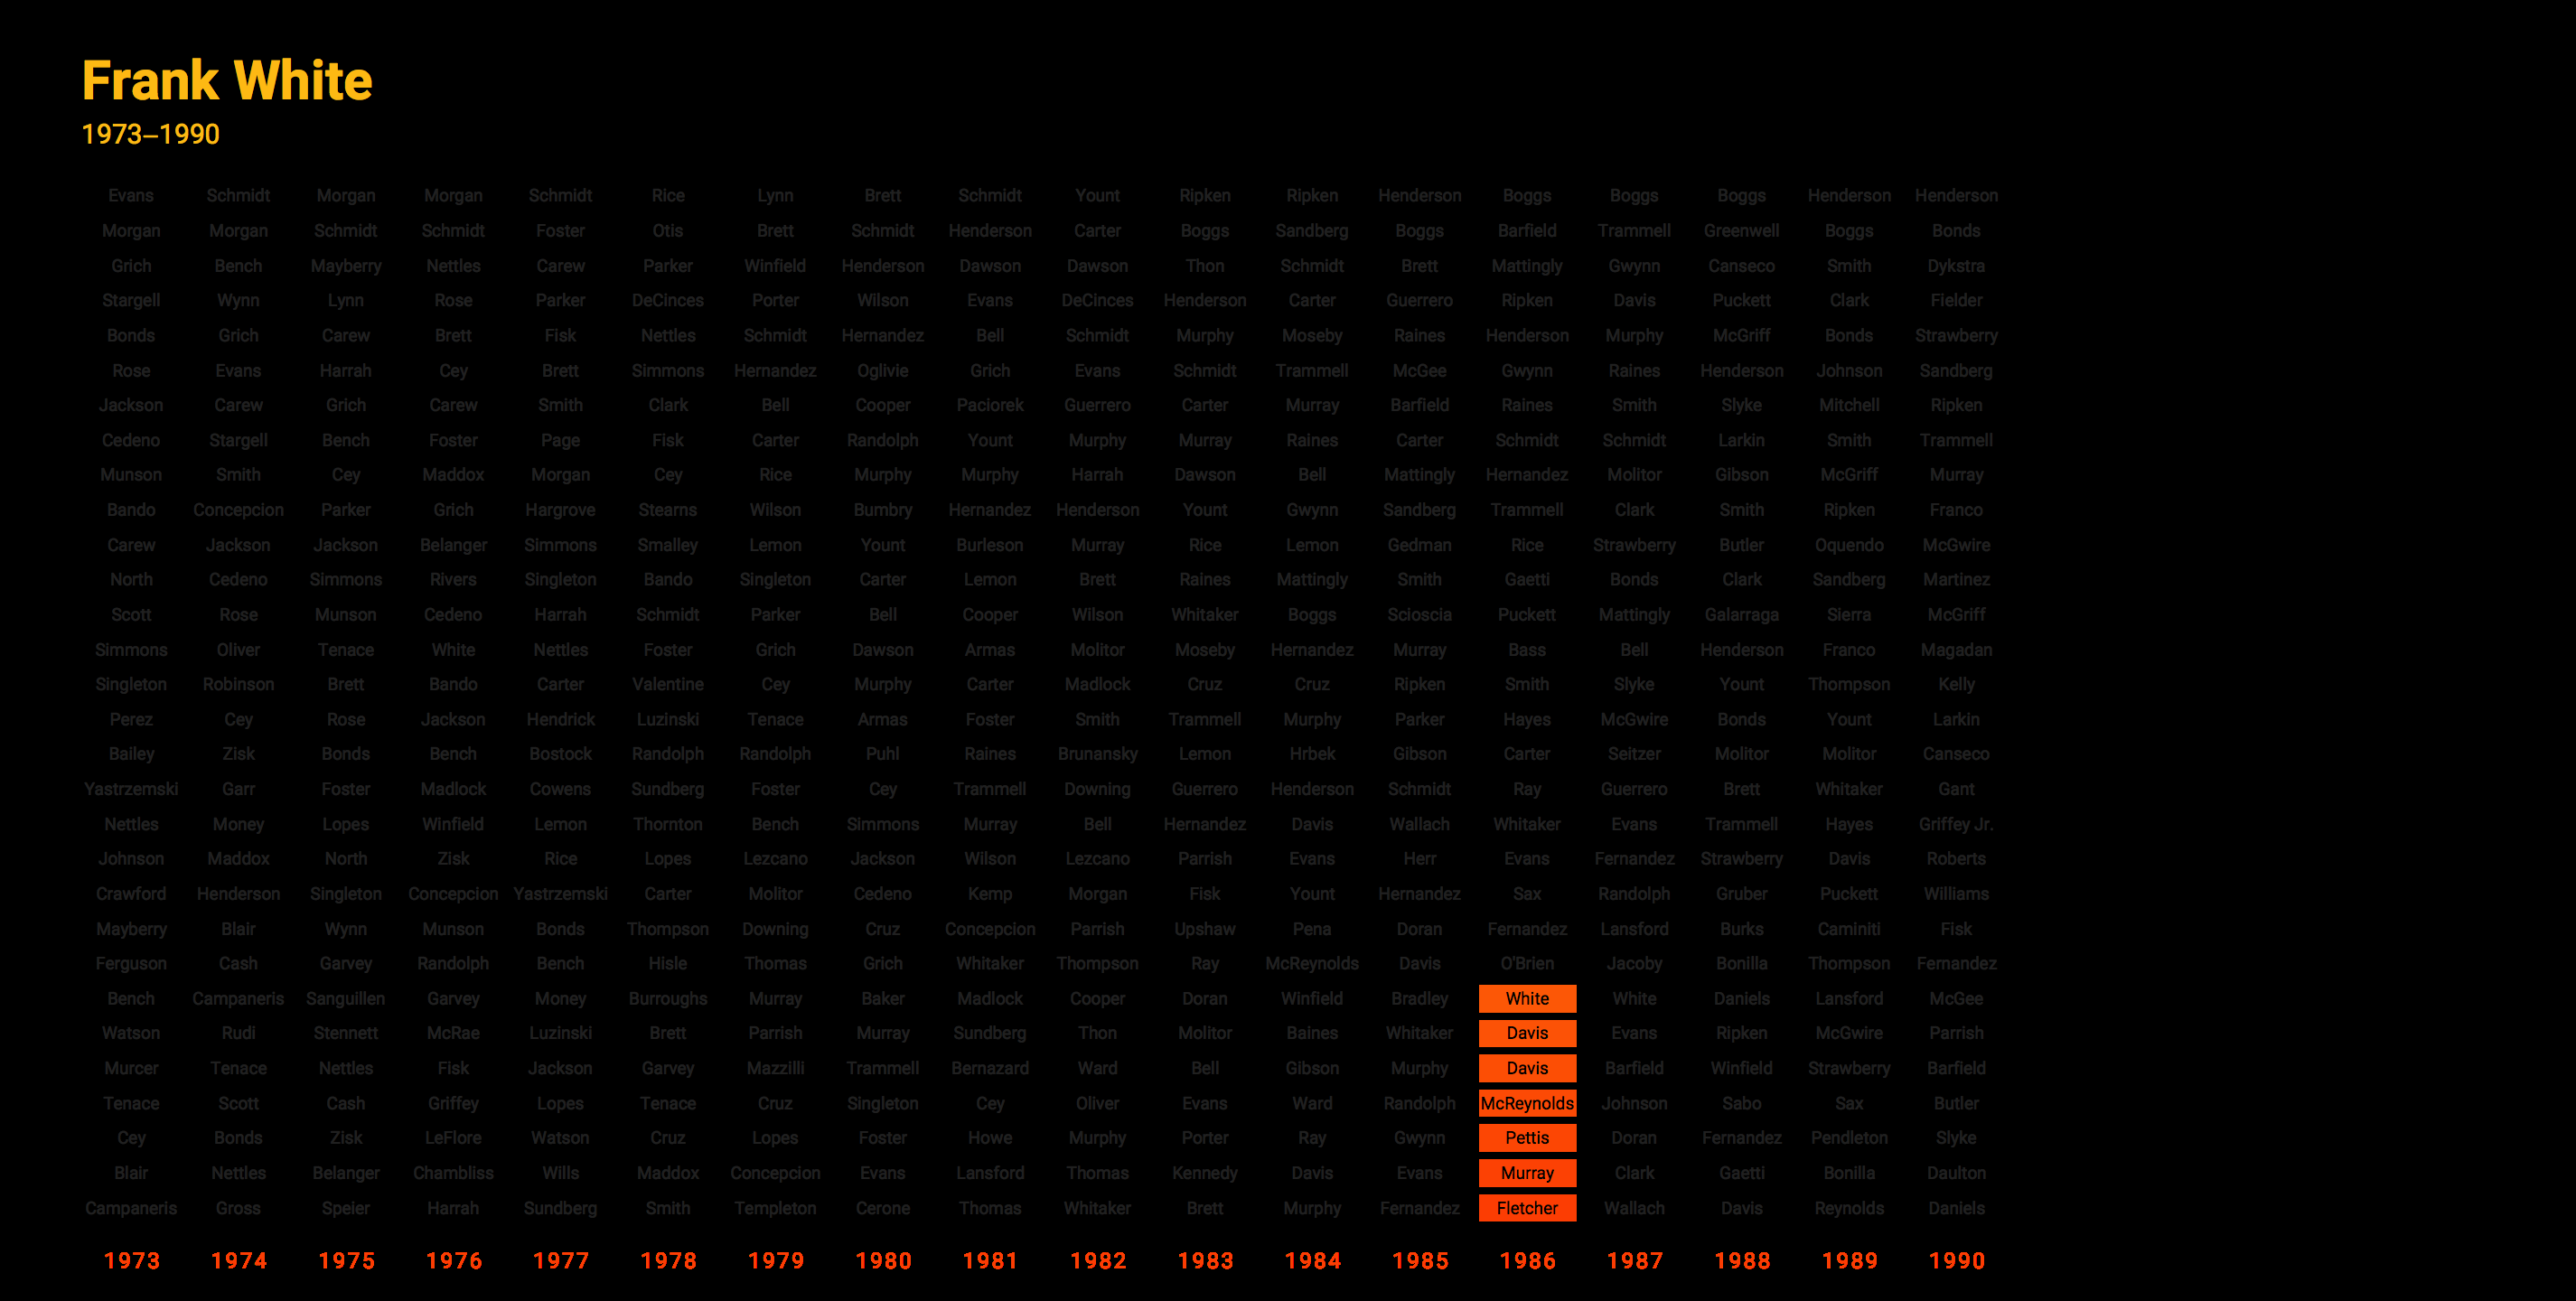 Frank White
1973–1990
Evans Schmidt Morgan Morgan Schmidt Rice Lynn Brett Schmidt Yount Ripken Ripken Henderson Boggs Boggs Boggs Henderson Henderson
Morgan Morgan Schmidt Schmidt Foster Otis Brett Schmidt Henderson Carter Boggs Sandberg Boggs Barfield Trammell Greenwell Boggs Bonds
Grich Bench Mayberry Nettles Carew Parker Winfield Henderson Dawson Dawson Thon Schmidt Brett Mattingly Gwynn Canseco Smith Dykstra
Stargell Wynn Lynn Rose Parker DeCinces Porter Wilson Evans DeCinces Henderson Carter Guerrero Ripken Davis Puckett Clark Fielder
Bonds Grich Carew Brett Fisk Nettles Schmidt Hernandez Bell Schmidt Murphy Moseby Raines Henderson Murphy McGriff Bonds Strawberry
Rose Evans Harrah Cey Brett Simmons Hernandez Oglivie Grich Evans Schmidt Trammell McGee Gwynn Raines Henderson Johnson Sandberg
Jackson Carew Grich Carew Smith Clark Bell Cooper Paciorek Guerrero Carter Murray Barfield Raines Smith Slyke Mitchell Ripken
Cedeno Stargell Bench Foster Page Fisk Carter Randolph Yount Murphy Murray Raines Carter Schmidt Schmidt Larkin Smith Trammell
Munson Smith Cey Maddox Morgan Cey Rice Murphy Murphy Harrah Dawson Bell Mattingly Hernandez Molitor Gibson McGriff Murray
Bando Concepcion Parker Grich Hargrove Stearns Wilson Bumbry Hernandez Henderson Yount Gwynn Sandberg Trammell Clark Smith Ripken Franco
Carew Jackson Jackson Belanger Simmons Smalley Lemon Yount Burleson Murray Rice Lemon Gedman Rice Strawberry Butler Oquendo McGwire
North Cedeno Simmons Rivers Singleton Bando Singleton Carter Lemon Brett Raines Mattingly Smith Gaetti Bonds Clark Sandberg Martinez
Scott Rose Munson Cedeno Harrah Schmidt Parker Bell Cooper Wilson Whitaker Boggs Scioscia Puckett Mattingly Galarraga Sierra McGriff
Simmons Oliver Tenace White Nettles Foster Grich Dawson Armas Molitor Moseby Hernandez Murray Bass Bell Henderson Franco Magadan
Singleton Robinson Brett Bando Carter Valentine Cey Murphy Carter Madlock Cruz Cruz Ripken Smith Slyke Yount Thompson Kelly
Perez Cey Rose Jackson Hendrick Luzinski Tenace Armas Foster Smith Trammell Murphy Parker Hayes McGwire Bonds Yount Larkin
Bailey Zisk Bonds Bench Bostock Randolph Randolph Puhl Raines Brunansky Lemon Hrbek Gibson Carter Seitzer Molitor Molitor Canseco
Yastrzemski Garr Foster Madlock Cowens Sundberg Foster Cey Trammell Downing Guerrero Henderson Schmidt Ray Guerrero Brett Whitaker Gant
Nettles Money Lopes Winfield Lemon Thornton Bench Simmons Murray Bell Hernandez Davis Wallach Whitaker Evans Trammell Hayes Griffey Jr.
Johnson Maddox North Zisk Rice Lopes Lezcano Jackson Wilson Lezcano Parrish Evans Herr Evans Fernandez Strawberry Davis Roberts
Crawford Henderson Singleton Concepcion Yastrzemski Carter Molitor Cedeno Kemp Morgan Fisk Yount Hernandez Sax Randolph Gruber Puckett Williams
Mayberry Blair Wynn Munson Bonds Thompson Downing Cruz Concepcion Parrish Upshaw Pena Doran Fernandez Lansford Burks Caminiti Fisk
Ferguson Cash Garvey Randolph Bench Hisle Thomas Grich Whitaker Thompson Ray McReynolds Davis O'Brien Jacoby Bonilla Thompson Fernandez
Bench Campaneris Sanguillen Garvey Money Burroughs Murray Baker Madlock Cooper Doran Winfield Bradley White White Daniels Lansford McGee
Watson Rudi Stennett McRae Luzinski Brett Parrish Murray Sundberg Thon Molitor Baines Whitaker Davis Evans Ripken McGwire Parrish
Murcer Tenace Nettles Fisk Jackson Garvey Mazzilli Trammell Bernazard Ward Bell Gibson Murphy Davis Barfield Winfield Strawberry Barfield
Tenace Scott Cash Griffey Lopes Tenace Cruz Singleton Cey Oliver Evans Ward Randolph McReynolds Johnson Sabo Sax Butler
Cey Bonds Zisk LeFlore Watson Cruz Lopes Foster Howe Murphy Porter Ray Gwynn Pettis Doran Fernandez Pendleton Slyke
Blair Nettles Belanger Chambliss Wills Maddox Concepcion Evans Lansford Thomas Kennedy Davis Evans Murray Clark Gaetti Bonilla Daulton
Campaneris Gross Speier Harrah Sundberg Smith Templeton Cerone Thomas Whitaker Brett Murphy Fernandez Fletcher Wallach Davis Reynolds Daniels
1973 1974 1975 1976 1977 1978 1979 1980 1981 1982 1983 1984 1985 1986 1987 1988 1989 1990